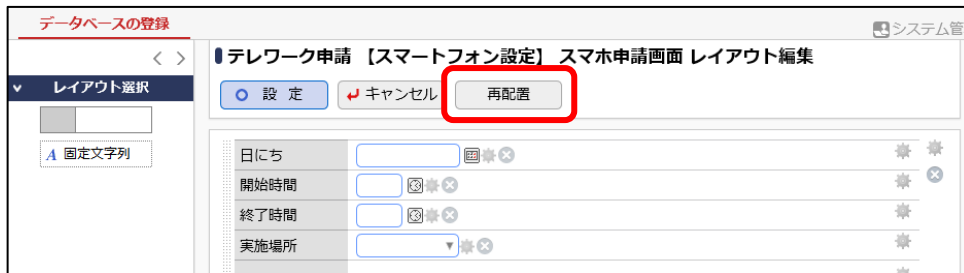 データベースの登録
システム管
レイアウト選択
A 固定文字列
テレワーク申請 【スマートフォン設定】 スマホ申請画面 レイアウト編集
設 定
キャンセル
再配置
日にち
開始時間
終了時間
実施場所